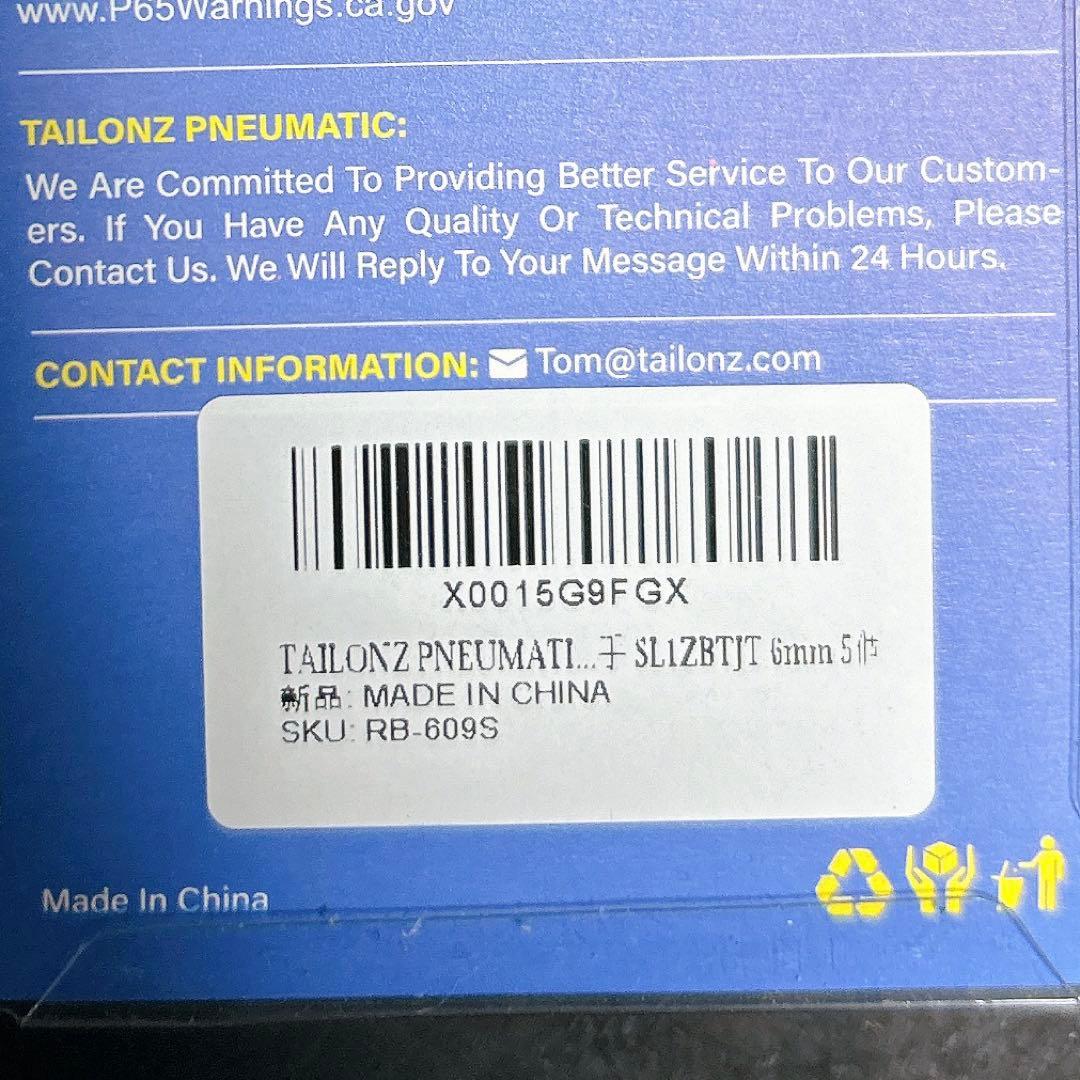 www.P65Warnings.ca.gov
TAILONZ PNEUMATIC:
We Are Committed To Providing Better Service To Our Custom-
ers. If You Have Any Quality Or Technical Problems, Please
Contact Us. We Will Reply To Your Message Within 24 Hours.
CONTACT INFORMATION: Tom@tailonz.com
X0015G9FGX
TAILONZ PNEUMATI... SL1ZBTJT 6mm
新品: MADE IN CHINA
SKU: RB-609S
Made In China